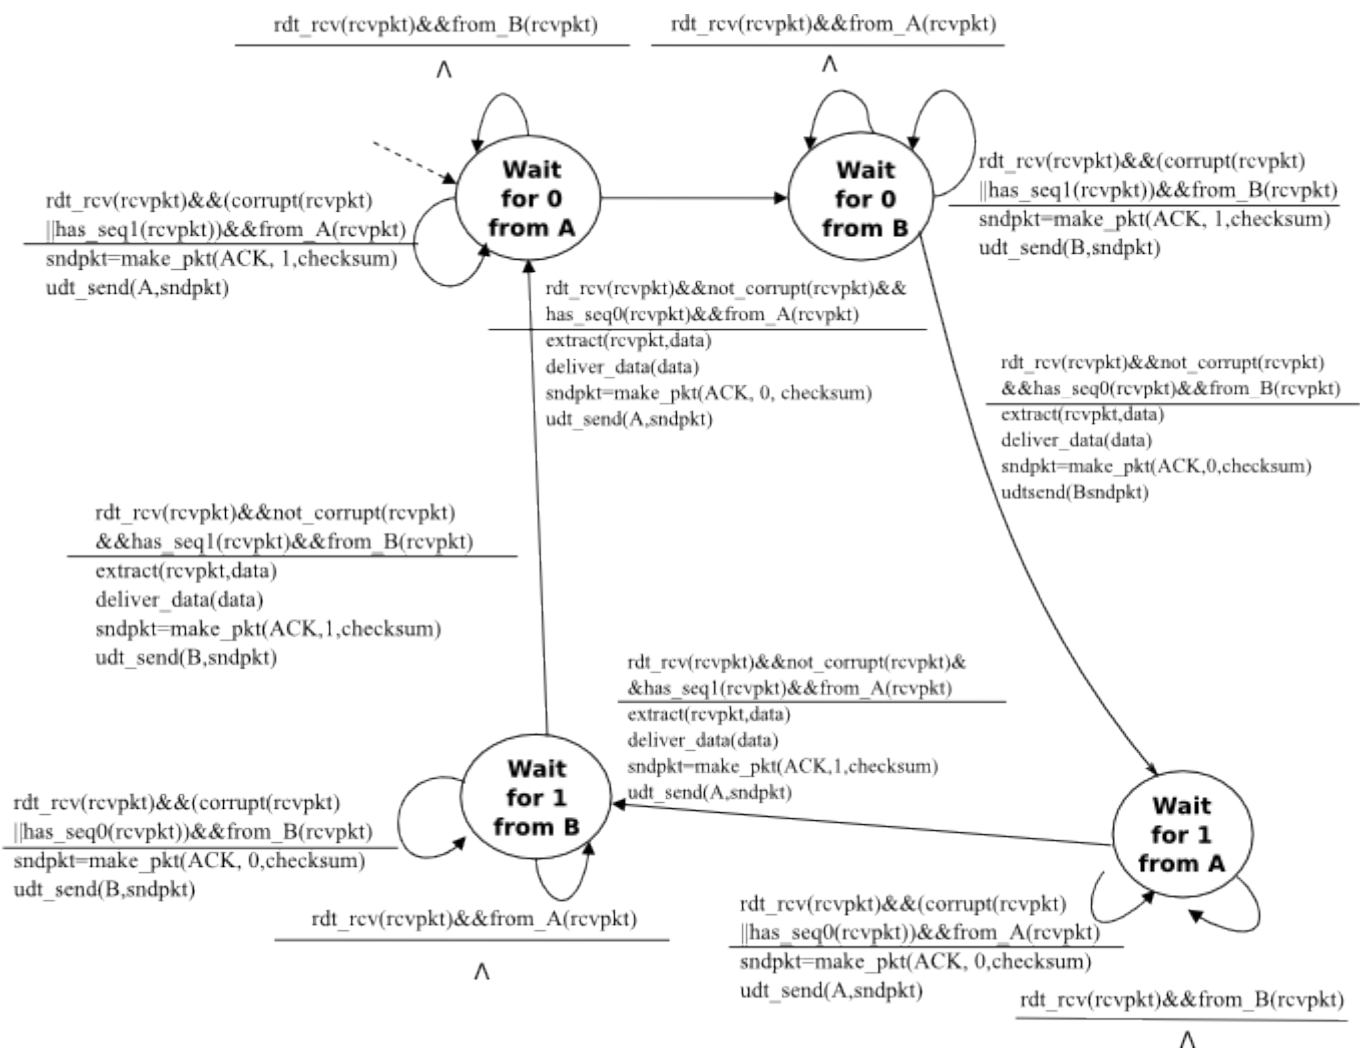 rdt_rcv(rcvpkt)&&from_B(rcvpkt)
Λ
rdt_rcv(rcvpkt)&&from_A(rcvpkt)
Λ
Wait
for 0
from A
Wait
for 0
from B
rdt_rcv(rcvpkt)&&(corrupt(rcvpkt)
||has_seq1(rcvpkt))&&from_A(rcvpkt)
sndpkt=make_pkt(ACK, 1,checksum)
udt_send(A,sndpkt)
rdt_rcv(rcvpkt)&&(corrupt(rcvpkt)
||has_seq1(rcvpkt))&&from_B(rcvpkt)
sndpkt=make_pkt(ACK, 1,checksum)
udt_send(B,sndpkt)
rdt_rcv(rcvpkt)&&not_corrupt(rcvpkt)&&
has_seq0(rcvpkt)&&from_A(rcvpkt)
extract(rcvpkt,data)
deliver_data(data)
sndpkt=make_pkt(ACK, 0, checksum)
udt_send(A,sndpkt)
rdt_rcv(rcvpkt)&&not_corrupt(rcvpkt)
&&has_seq0(rcvpkt)&&from_B(rcvpkt)
extract(rcvpkt,data)
deliver_data(data)
sndpkt=make_pkt(ACK,0,checksum)
udtsend(Bsndpkt)
rdt_rcv(rcvpkt)&&not_corrupt(rcvpkt)
&&has_seq1(rcvpkt)&&from_B(rcvpkt)
extract(rcvpkt,data)
deliver_data(data)
sndpkt=make_pkt(ACK,1,checksum)
udt_send(B,sndpkt)
rdt_rcv(rcvpkt)&&not_corrupt(rcvpkt)&
&has_seq1(rcvpkt)&&from_A(rcvpkt)
extract(rcvpkt,data)
deliver_data(data)
sndpkt=make_pkt(ACK,1,checksum)
udt_send(A,sndpkt)
Wait
for 1
from B
Wait
for 1
from A
rdt_rcv(rcvpkt)&&(corrupt(rcvpkt)
||has_seq0(rcvpkt))&&from_B(rcvpkt)
sndpkt=make_pkt(ACK, 0,checksum)
udt_send(B,sndpkt)
rdt_rcv(rcvpkt)&&from_A(rcvpkt)
Λ
rdt_rcv(rcvpkt)&&(corrupt(rcvpkt)
||has_seq0(rcvpkt))&&from_A(rcvpkt)
sndpkt=make_pkt(ACK, 0,checksum)
udt_send(A,sndpkt)
rdt_rcv(rcvpkt)&&from_B(rcvpkt)
Λ